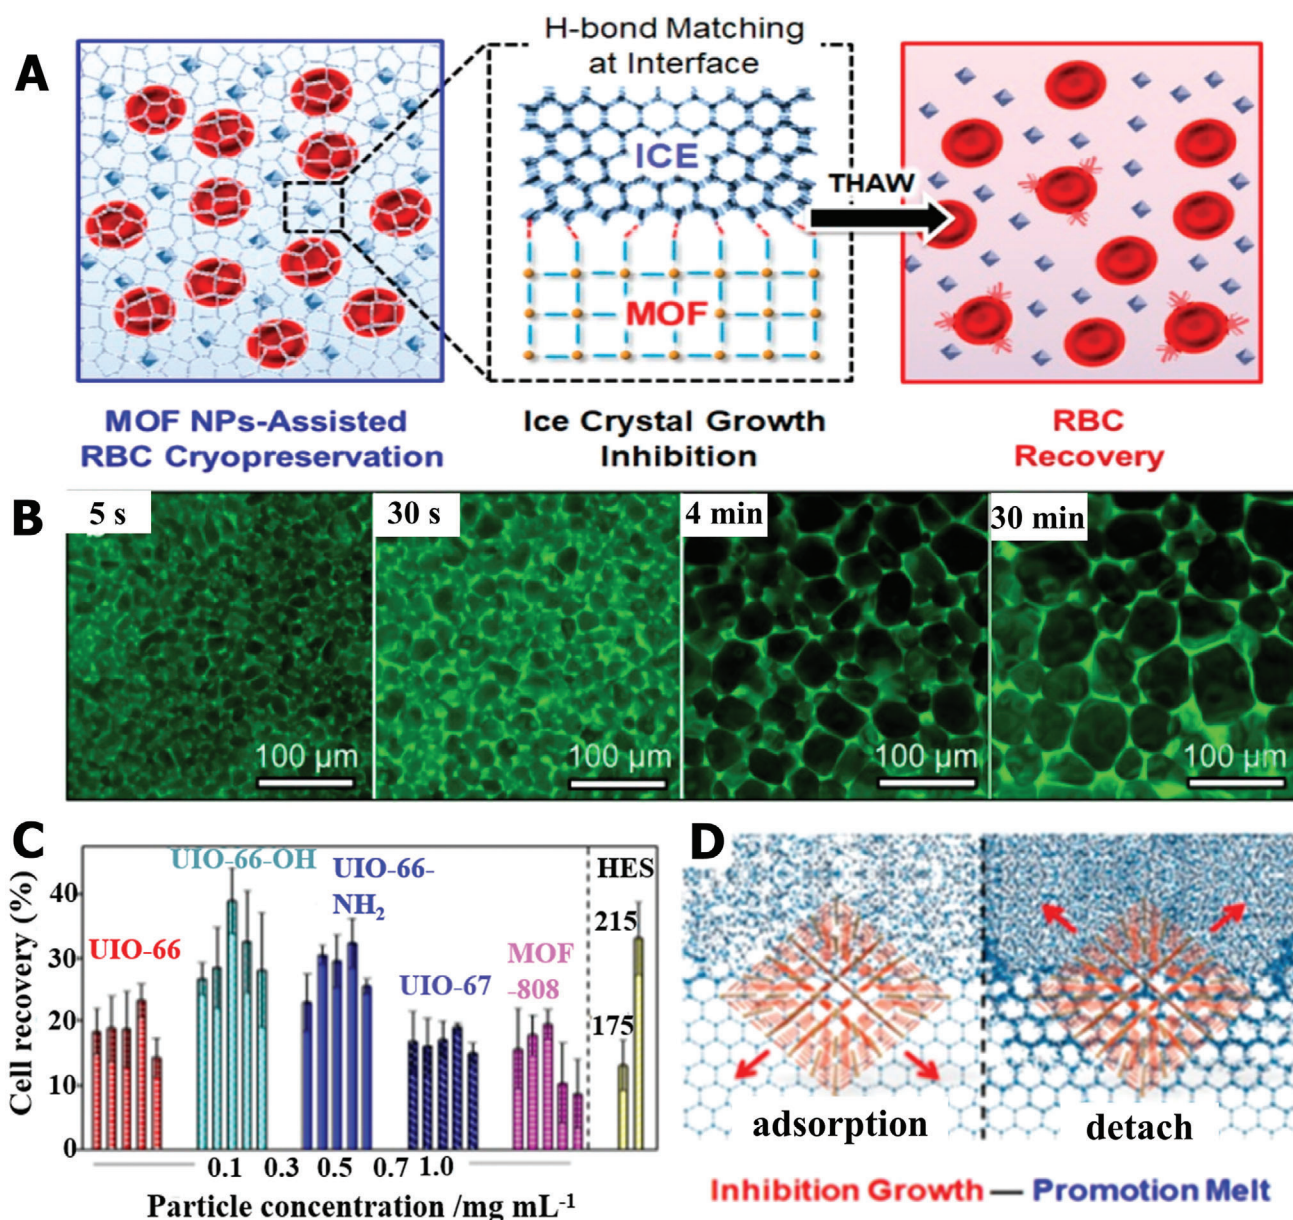 A
H-bond Matching
at Interface
ICE
MOF
THAW
MOF NPs-Assisted
RBC Cryopreservation
Ice Crystal Growth
Inhibition
RBC
Recovery
B
5 s
30 s
4 min
30 min
100 µm
100 µm
100 µm
100 µm
C
Cell recovery (%)
40
30
20
10
0
UIO-66
UIO-66-OH
UIO-66-
NH₂
UIO-67
MOF
-808
HES
215
175
0.1 0.3 0.5 0.7 1.0
Particle concentration /mg mL⁻¹
D
adsorption
detach
Inhibition Growth — Promotion Melt